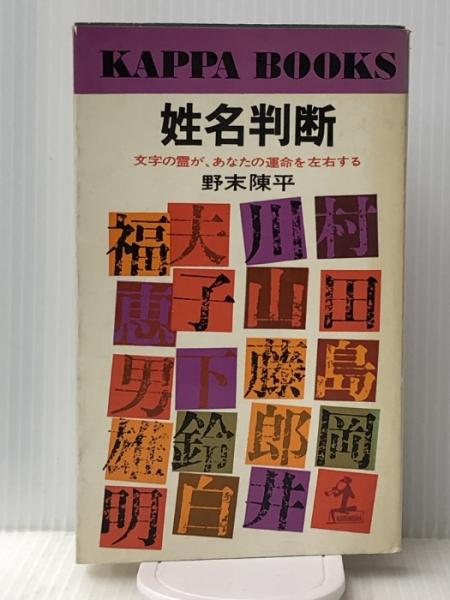 KAPPA BOOKS
姓名判断
文字の霊が、あなたの運命を左右する
野末陳平
福夫川村
恵子山田
男下藤島
雄鈴郎岡
明白井